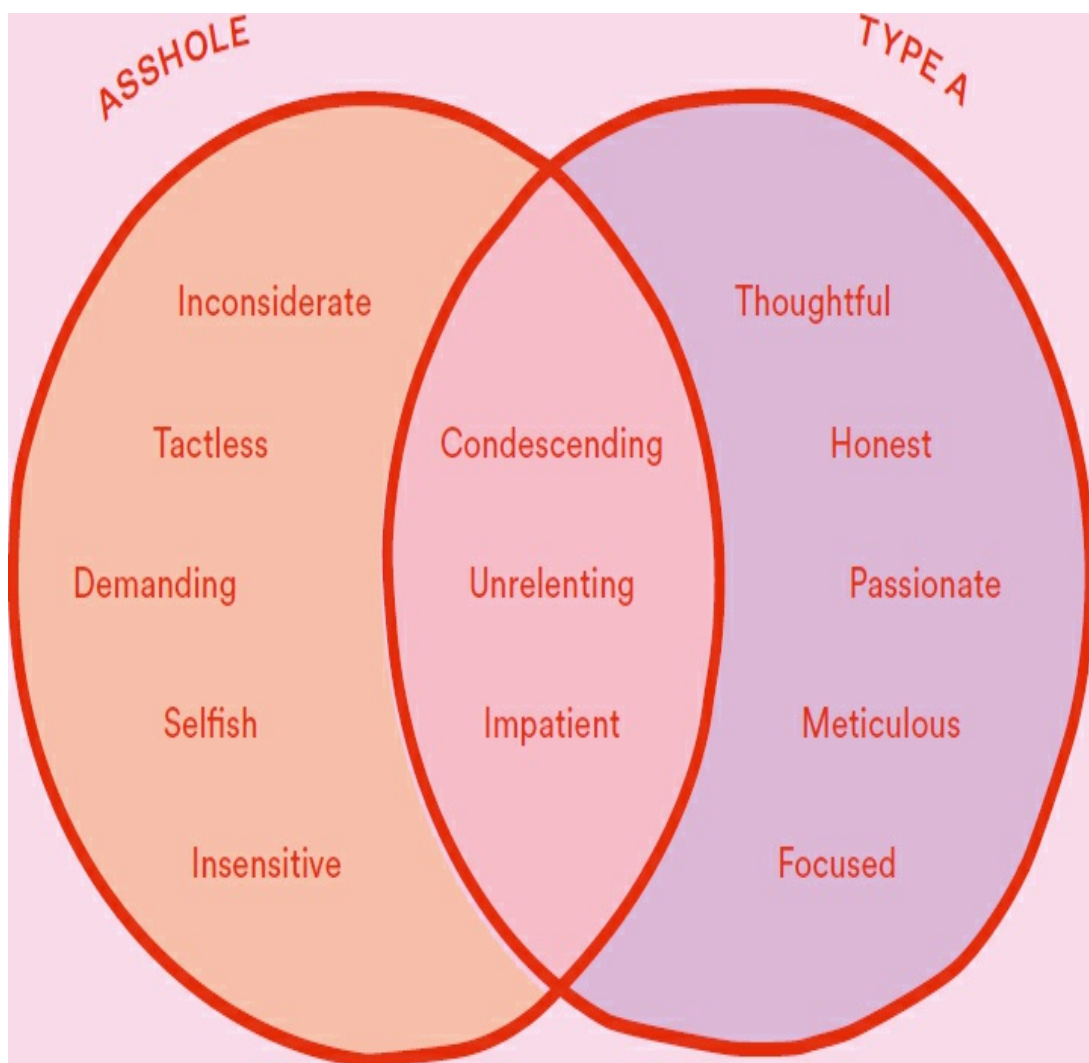 ASSHOLE
TYPE A
Inconsiderate
Thoughtful
Tactless
Condescending
Honest
Demanding
Unrelenting
Passionate
Selfish
Impatient
Meticulous
Insensitive
Focused